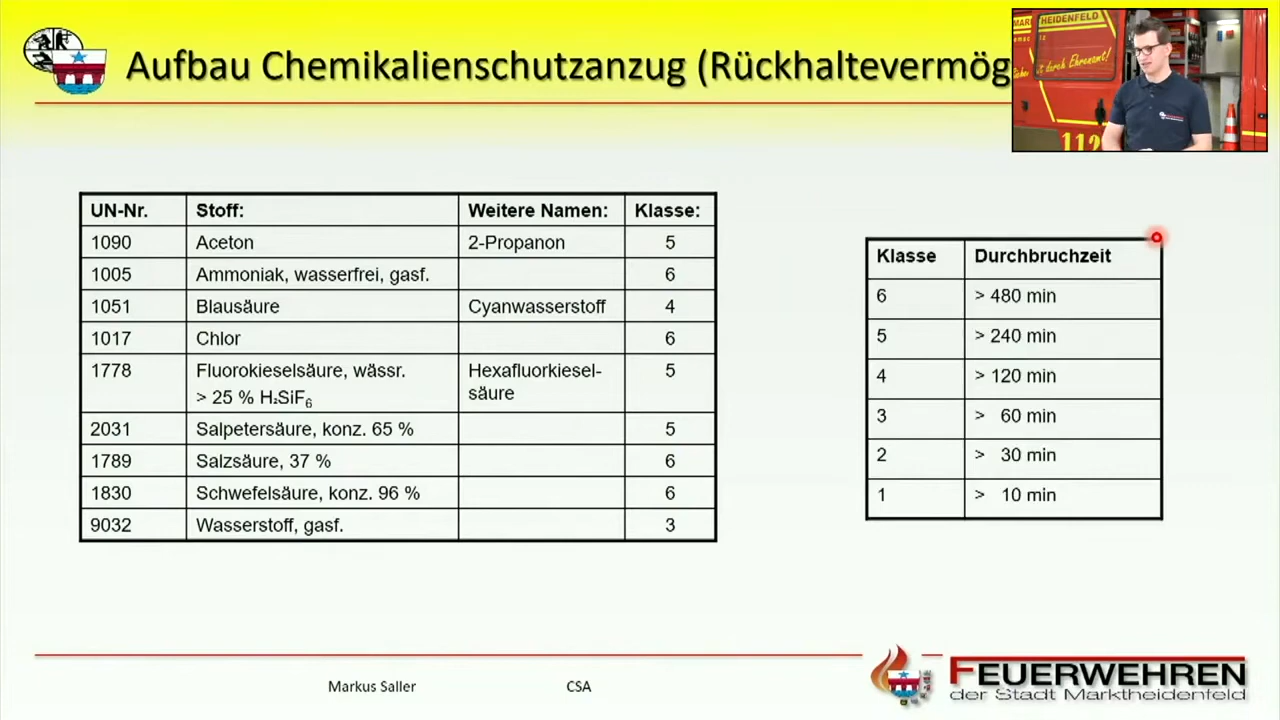 Aufbau Chemikalienschutzanzug (Rückhaltevermög
HEIDENFELD
durch Ehrenamt!
112
UN-Nr. Stoff: Weitere Namen: Klasse:
1090 Aceton 2-Propanon 5
1005 Ammoniak, wasserfrei, gasf. 6
1051 Blausäure Cyanwasserstoff 4
1017 Chlor 6
1778 Fluorokieselsäure, wässr. Hexafluorkiesel- 5
> 25 % H₂SiF₆ säure
2031 Salpetersäure, konz. 65 % 5
1789 Salzsäure, 37 % 6
1830 Schwefelsäure, konz. 96 % 6
9032 Wasserstoff, gasf. 3
Klasse Durchbruchzeit
6 > 480 min
5 > 240 min
4 > 120 min
3 > 60 min
2 > 30 min
1 > 10 min
Markus Saller CSA
FEUERWEHREN
der Stadt Marktheidenfeld